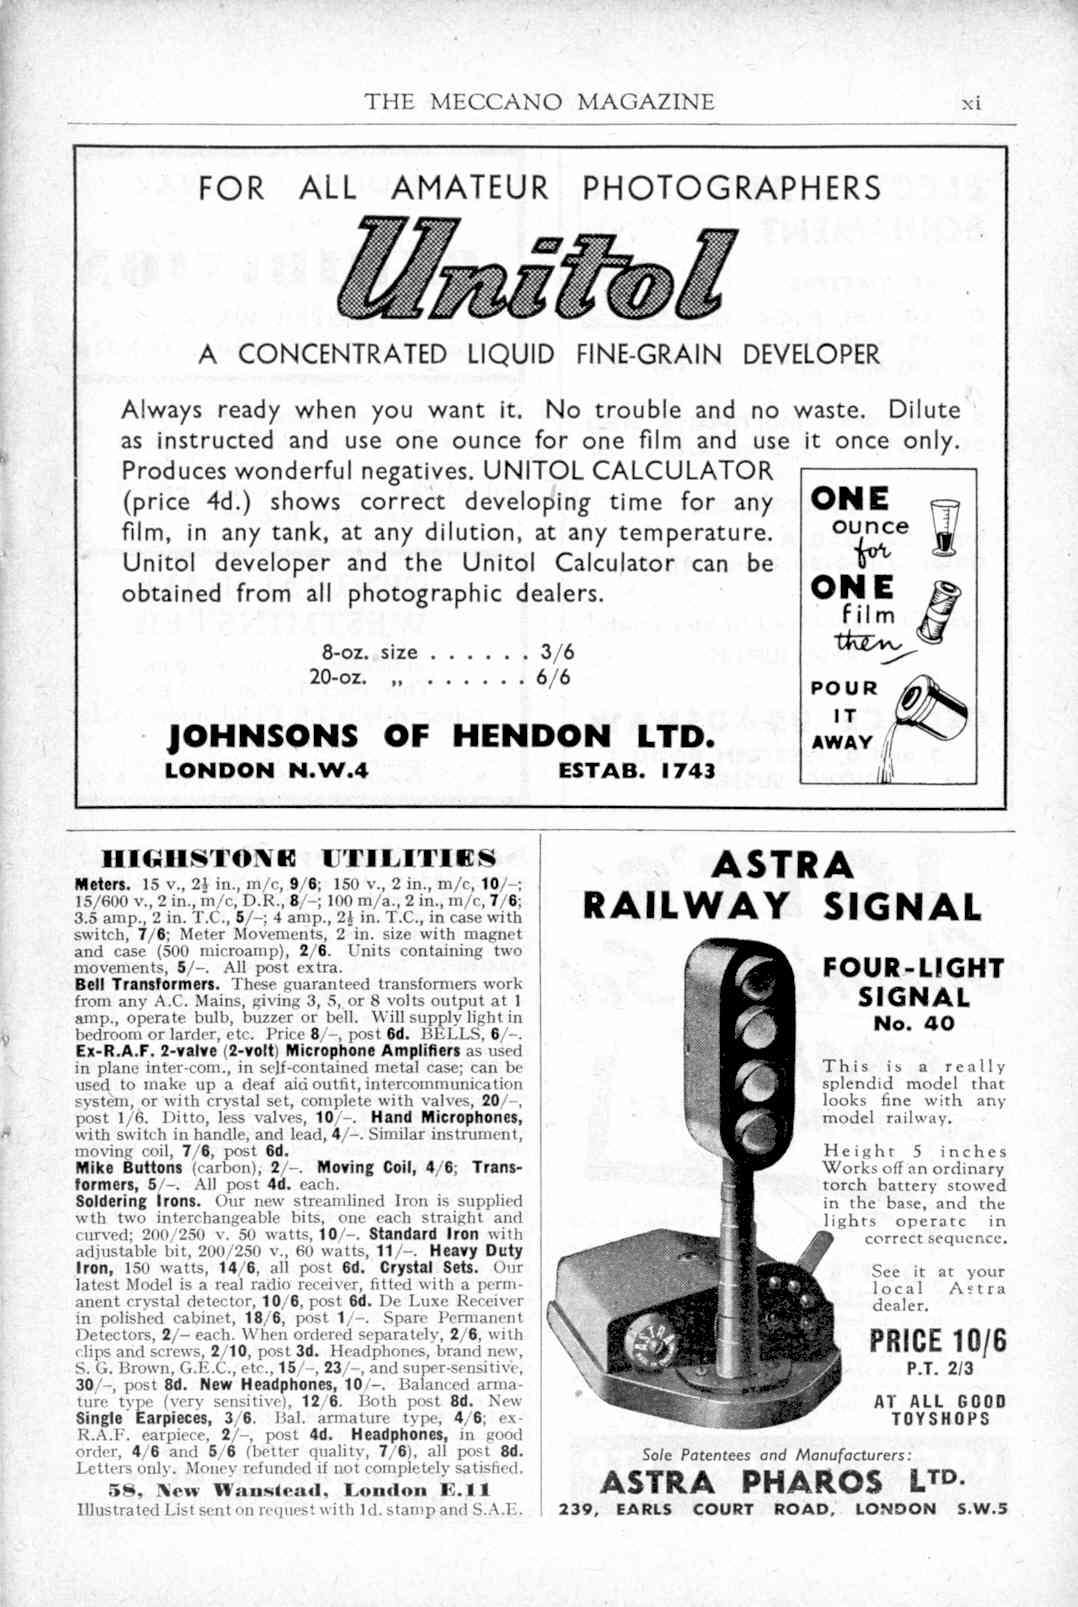 THE MECCANO MAGAZINE
xi
FOR ALL AMATEUR PHOTOGRAPHERS
Unitol
A CONCENTRATED LIQUID FINE-GRAIN DEVELOPER
Always ready when you want it. No trouble and no waste. Dilute
as instructed and use one ounce for one film and use it once only.
Produces wonderful negatives. UNITOL CALCULATOR
(price 4d.) shows correct developing time for any
film, in any tank, at any dilution, at any temperature.
Unitol developer and the Unitol Calculator can be
obtained from all photographic dealers.
8-oz. size . . . . . . 3/6
20-oz. „ . . . . . . 6/6
JOHNSONS OF HENDON LTD.
LONDON N.W.4
ESTAB. 1743
ONE
ounce
for
ONE
film
then
POUR
IT
AWAY
HIGHSTONE UTILITIES
Meters. 15 v., 2½ in., m/c, 9/6; 150 v., 2 in., m/c, 10/-;
15/600 v., 2 in., m/c, D.R., 8/-; 100 m/a., 2 in., m/c, 7/6;
3.5 amp., 2 in. T.C., 5/-; 4 amp., 2½ in. T.C., in case with
switch, 7/6; Meter Movements, 2 in. size with magnet
and case (500 microamp), 2/6. Units containing two
movements, 5/-. All post extra.
Bell Transformers. These guaranteed transformers work
from any A.C. Mains, giving 3, 5, or 8 volts output at 1
amp., operate bulb, buzzer or bell. Will supply light in
bedroom or larder, etc. Price 8/-, post 6d. BELLS, 6/-.
Ex-R.A.F. 2-valve (2-volt) Microphone Amplifiers as used
in plane inter-com., in self-contained metal case; can be
used to make up a deaf aid outfit, intercommunication
system, or with crystal set, complete with valves, 20/-,
post 1/6. Ditto, less valves, 10/-. Hand Microphones,
with switch in handle, and lead, 4/-. Similar instrument,
moving coil, 7/6, post 6d.
Mike Buttons (carbon), 2/-. Moving Coil, 4/6; Trans-
formers, 5/-. All post 4d. each.
Soldering Irons. Our new streamlined Iron is supplied
wth two interchangeable bits, one each straight and
curved; 200/250 v. 50 watts, 10/-. Standard Iron with
adjustable bit, 200/250 v., 60 watts, 11/-. Heavy Duty
Iron, 150 watts, 14/6, all post 6d. Crystal Sets. Our
latest Model is a real radio receiver, fitted with a perm-
anent crystal detector, 10/6, post 6d. De Luxe Receiver
in polished cabinet, 18/6, post 1/-. Spare Permanent
Detectors, 2/- each. When ordered separately, 2/6, with
clips and screws, 2/10, post 3d. Headphones, brand new,
S. G. Brown, G.E.C., etc., 15/-, 23/-, and super-sensitive,
30/-, post 8d. New Headphones, 10/-. Balanced arma-
ture type (very sensitive), 12/6. Both post 8d. New
Single Earpieces, 3/6. Bal. armature type, 4/6; ex-
R.A.F. earpiece, 2/-, post 4d. Headphones, in good
order, 4/6 and 5/6 (better quality, 7/6), all post 8d.
Letters only. Money refunded if not completely satisfied.
58, New Wanstead, London E.11
Illustrated List sent on request with 1d. stamp and S.A.E.
ASTRA
RAILWAY SIGNAL
FOUR-LIGHT
SIGNAL
No. 40
This is a really
splendid model that
looks fine with any
model railway.
Height 5 inches
Works off an ordinary
torch battery stowed
in the base, and the
lights operate in
correct sequence.
See it at your
local Astra
dealer.
ASTRA
PRICE 10/6
P.T. 2/3
AT ALL GOOD
TOYSHOPS
Sole Patentees and Manufacturers:
ASTRA PHAROS LTD.
239, EARLS COURT ROAD, LONDON S.W.5